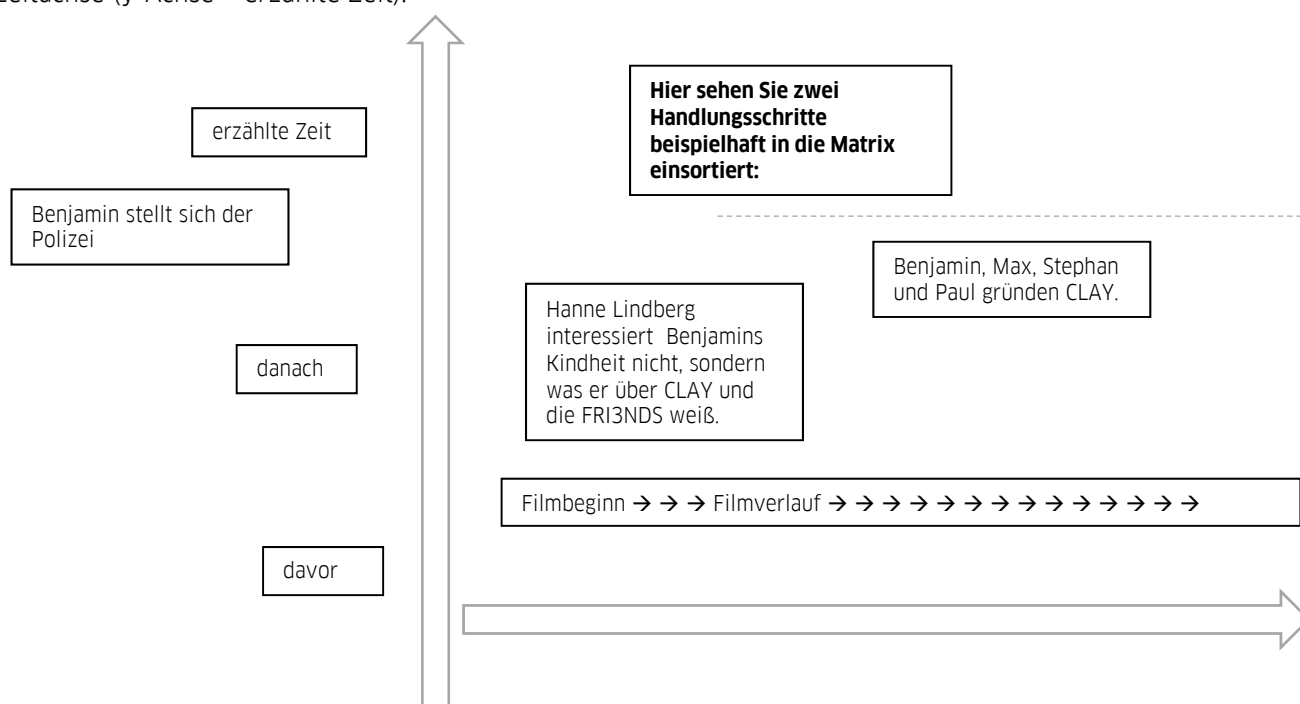 Zeitachse (y-Achse = erzählte Zeit):
erzählte Zeit
Hier sehen Sie zwei
Handlungsschritte
beispielhaft in die Matrix
einsortiert:
Benjamin stellt sich der
Polizei
Benjamin, Max, Stephan
und Paul gründen CLAY.
Hanne Lindberg
interessiert Benjamins
Kindheit nicht, sondern
was er über CLAY und
die FRI3NDS weiß.
danach
Filmbeginn → → → Filmverlauf → → → → → → → → → → → → → →
davor